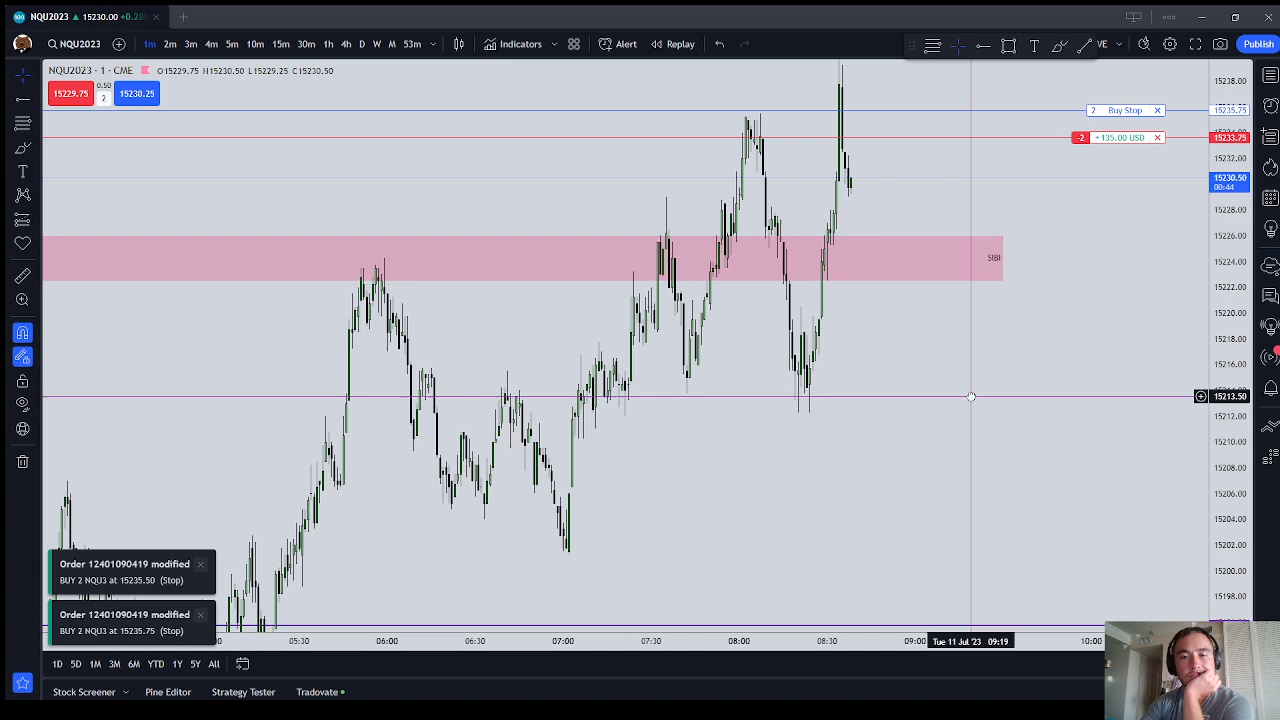 NQU2023 ▲ 15230.00 +0.28%
NQU2023 1m 2m 3m 4m 5m 10m 15m 30m 1h 4h D W M 53m Indicators Alert Replay Publish
NQU2023 · 1 · CME O15229.75 H15230.50 L15229.25 C15230.50
15229.75 0.50 2 15230.25
15238.00
2 Buy Stop 15235.75
-2 +135.00 USD 15233.75
15232.00
15230.50
00:44
15228.00
15226.00
SIBI
15224.00
15222.00
15220.00
15218.00
15216.00
15213.50
15212.00
15210.00
15208.00
15206.00
15204.00
15202.00
15200.00
15198.00
Order 12401090419 modified
BUY 2 NQU3 at 15235.50 (Stop)
Order 12401090419 modified
BUY 2 NQU3 at 15235.75 (Stop)
05:30 06:00 06:30 07:00 07:30 08:00 08:30 09:00 Tue 11 Jul '23 09:19 10:00
1D 5D 1M 3M 6M YTD 1Y 5Y All
Stock Screener Pine Editor Strategy Tester Tradovate